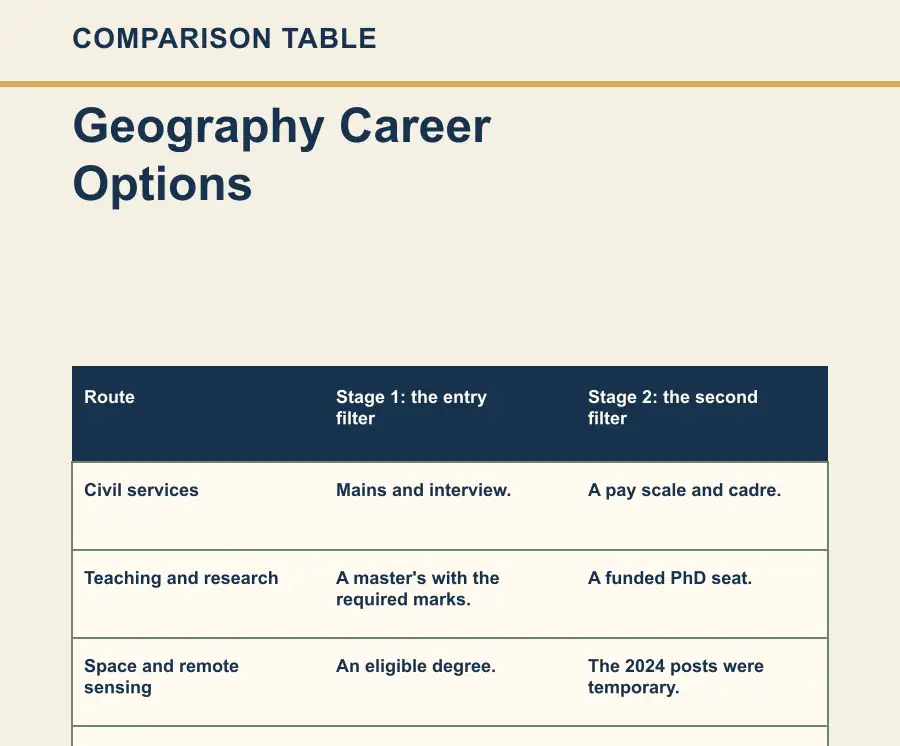 COMPARISON TABLE
Geography Career
Options
Route
Stage 1: the entry
filter
Stage 2: the second
filter
Civil services
Mains and interview.
A pay scale and cadre.
Teaching and research
A master's with the
required marks.
A funded PhD seat.
Space and remote
sensing
An eligible degree.
The 2024 posts were
temporary.